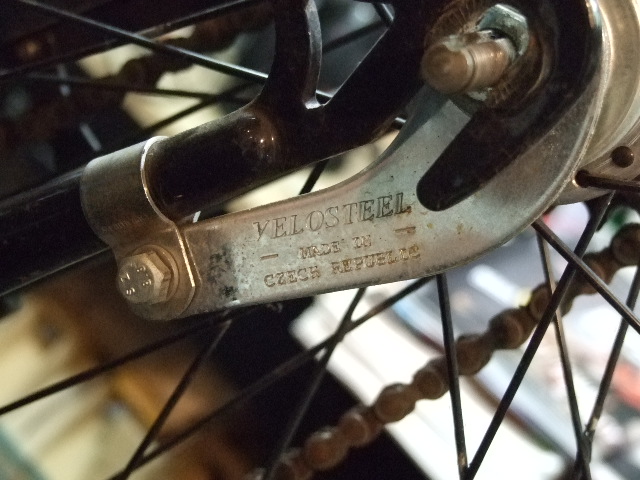 VELOSTEEL
— MADE IN —
CZECH REPUBLIC